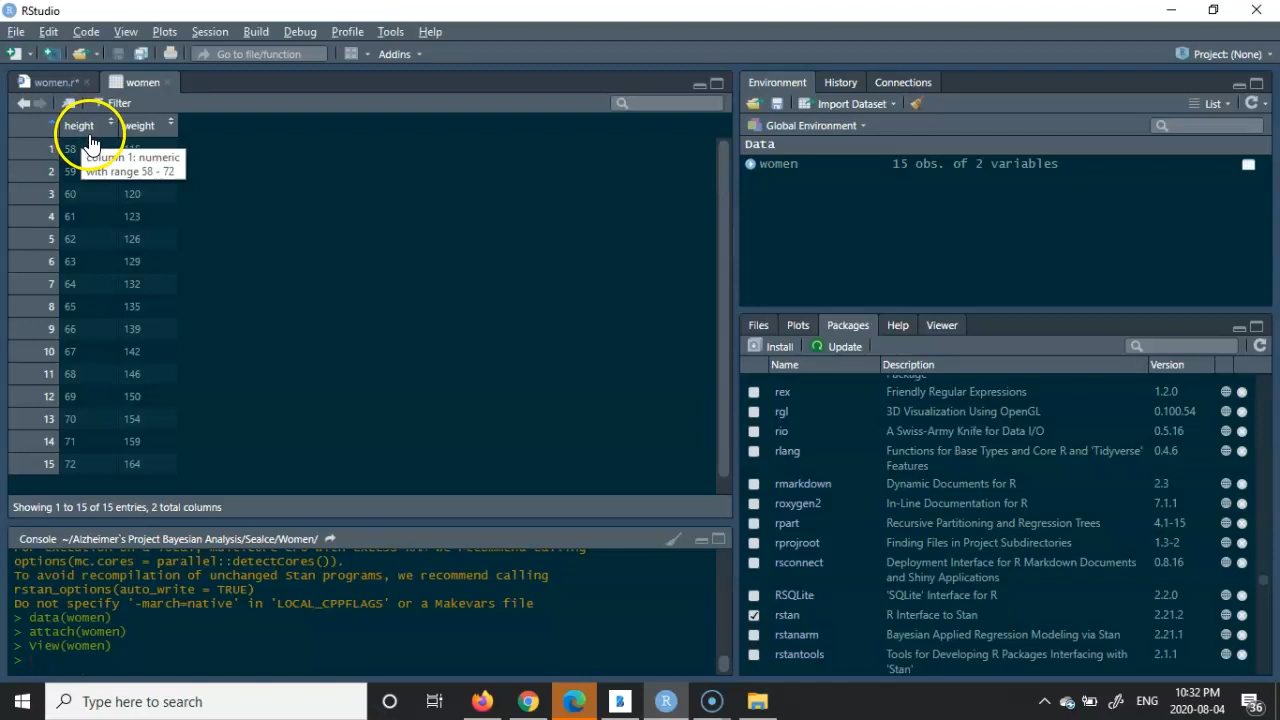 RStudio
File Edit Code View Plots Session Build Debug Profile Tools Help
Go to file/function
Addins
Project: (None)
women.r*
women
Filter
height weight
column 1: numeric
with range 58 - 72
1 58 115
2 59
3 60 120
4 61 123
5 62 126
6 63 129
7 64 132
8 65 135
9 66 139
10 67 142
11 68 146
12 69 150
13 70 154
14 71 159
15 72 164
Showing 1 to 15 of 15 entries, 2 total columns
Console ~/Alzheimer's Project Bayesian Analysis/Sealce/Women/
options(mc.cores = parallel::detectCores()).
To avoid recompilation of unchanged Stan programs, we recommend calling
rstan_options(auto_write = TRUE)
Do not specify '-march=native' in 'LOCAL_CPPFLAGS' or a Makevars file
> data(women)
> attach(women)
> View(women)
>
Environment History Connections
Import Dataset
List
Global Environment
Data
women 15 obs. of 2 variables
Files Plots Packages Help Viewer
Install Update
Name Description Version
Package
rex Friendly Regular Expressions 1.2.0
rgl 3D Visualization Using OpenGL 0.100.54
rio A Swiss-Army Knife for Data I/O 0.5.16
rlang Functions for Base Types and Core R and 'Tidyverse' 0.4.6
Features
rmarkdown Dynamic Documents for R 2.3
roxygen2 In-Line Documentation for R 7.1.1
rpart Recursive Partitioning and Regression Trees 4.1-15
rprojroot Finding Files in Project Subdirectories 1.3-2
rsconnect Deployment Interface for R Markdown Documents 0.8.16
and Shiny Applications
RSQLite 'SQLite' Interface for R 2.2.0
rstan R Interface to Stan 2.21.2
rstanarm Bayesian Applied Regression Modeling via Stan 2.21.1
rstantools Tools for Developing R Packages Interfacing with 2.1.1
'Stan'
Type here to search
ENG
10:32 PM
2020-08-04
36